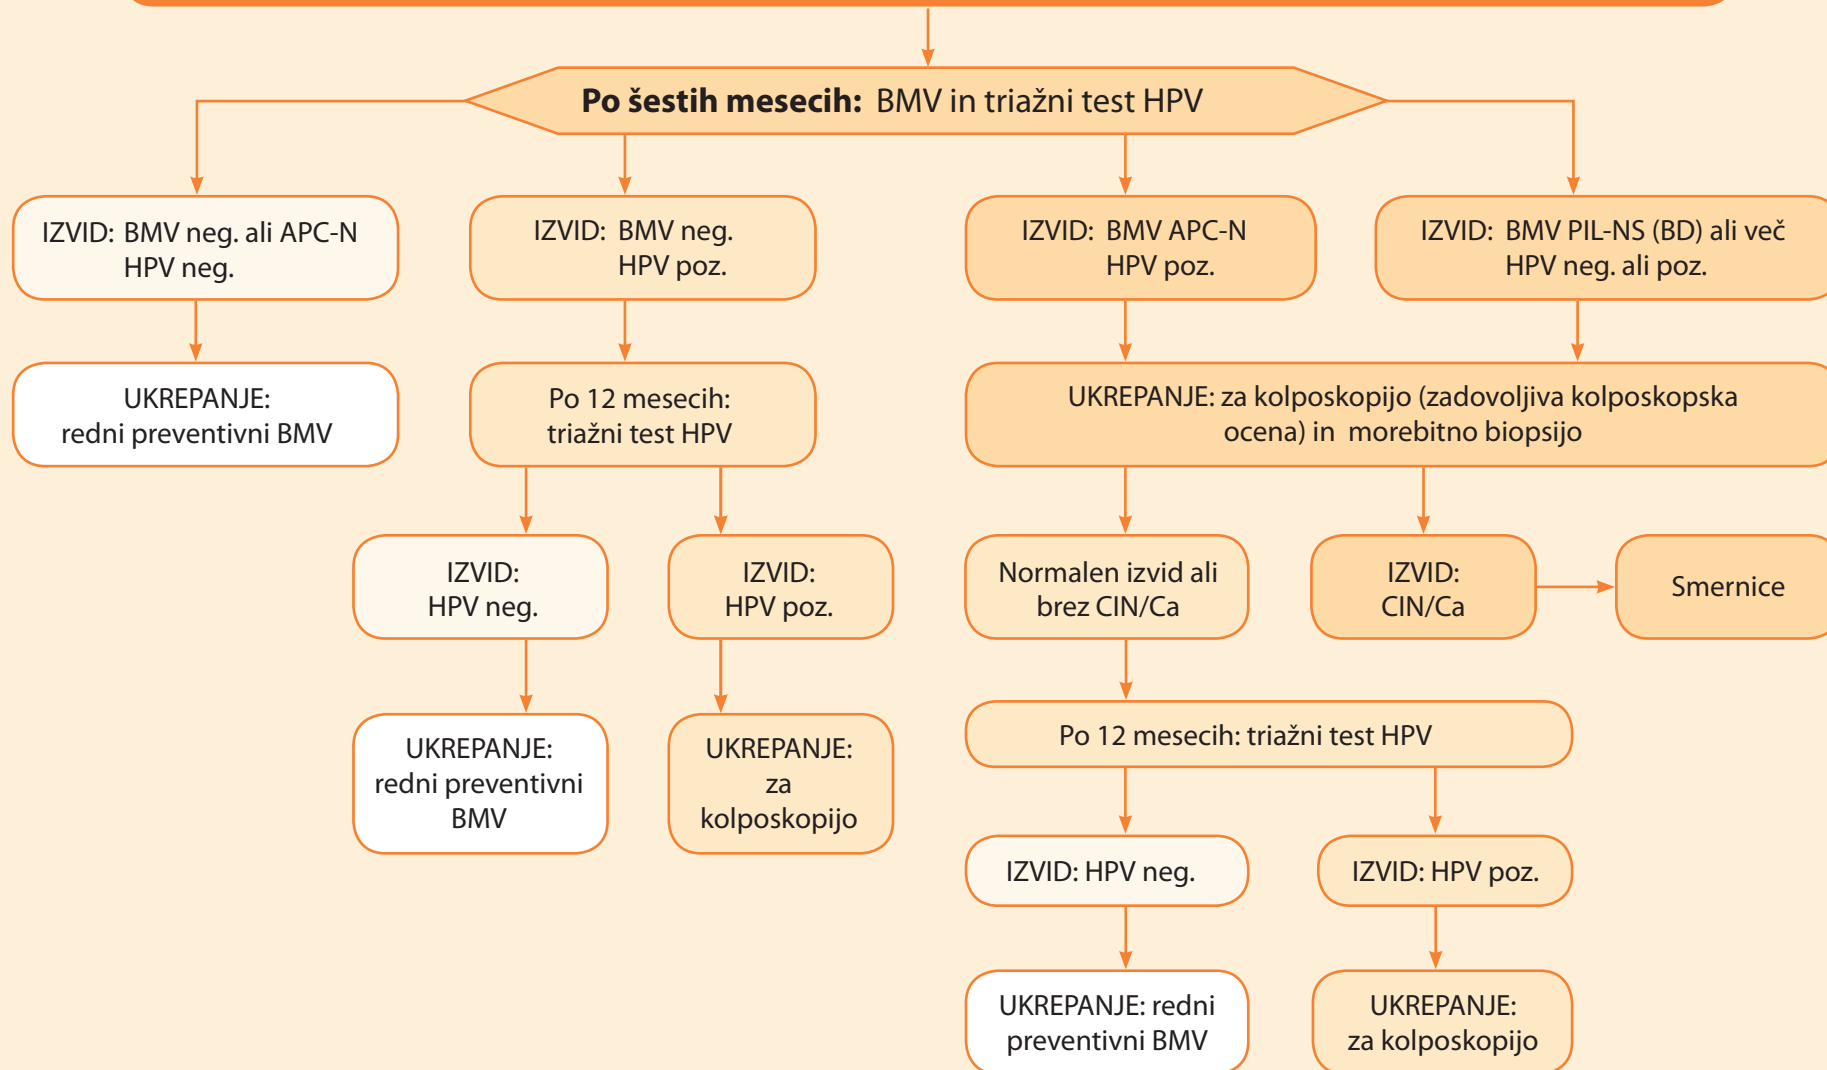 Po šestih mesecih: BMV in triažni test HPV
IZVID: BMV neg. ali APC-N
HPV neg.
IZVID: BMV neg.
HPV poz.
IZVID: BMV APC-N
HPV poz.
IZVID: BMV PIL-NS (BD) ali več
HPV neg. ali poz.
UKREPANJE:
redni preventivni BMV
Po 12 mesecih:
triažni test HPV
UKREPANJE: za kolposkopijo (zadovoljiva kolposkopska
ocena) in morebitno biopsijo
IZVID:
HPV neg.
IZVID:
HPV poz.
Normalen izvid ali
brez CIN/Ca
IZVID:
CIN/Ca
Smernice
UKREPANJE:
redni preventivni
BMV
UKREPANJE:
za
kolposkopijo
Po 12 mesecih: triažni test HPV
IZVID: HPV neg.
IZVID: HPV poz.
UKREPANJE: redni
preventivni BMV
UKREPANJE:
za kolposkopijo